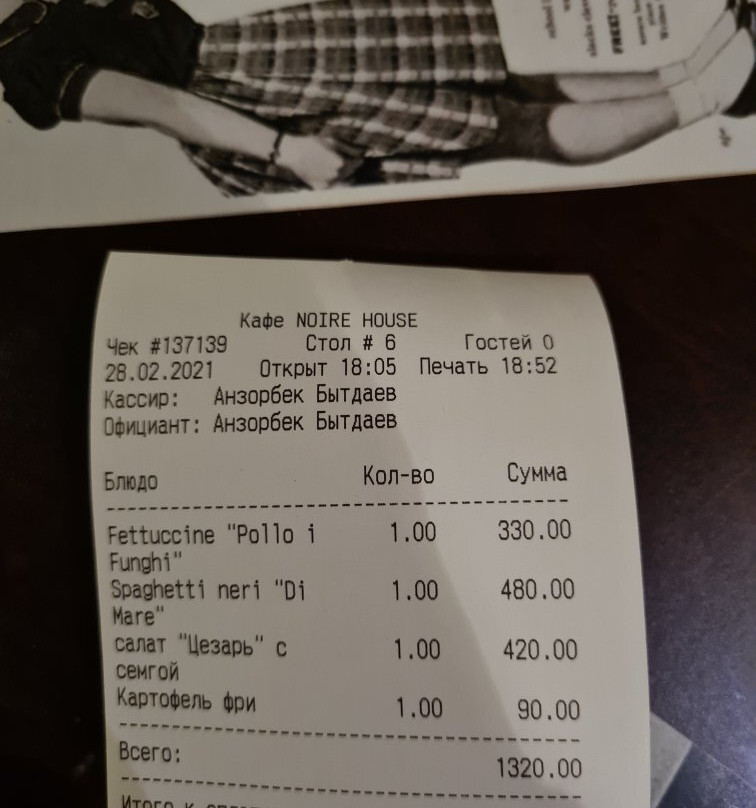 Кафе NOIRE HOUSE
Чек #137139 Стол # 6 Гостей 0
28.02.2021 Открыт 18:05 Печать 18:52
Кассир: Анзорбек Бытдаев
Официант: Анзорбек Бытдаев
Блюдо Кол-во Сумма
Fettuccine "Pollo i 1.00 330.00
Funghi"
Spaghetti neri "Di 1.00 480.00
Mare"
салат "Цезарь" с 1.00 420.00
семгой
Картофель фри 1.00 90.00
Всего: 1320.00
Итого к